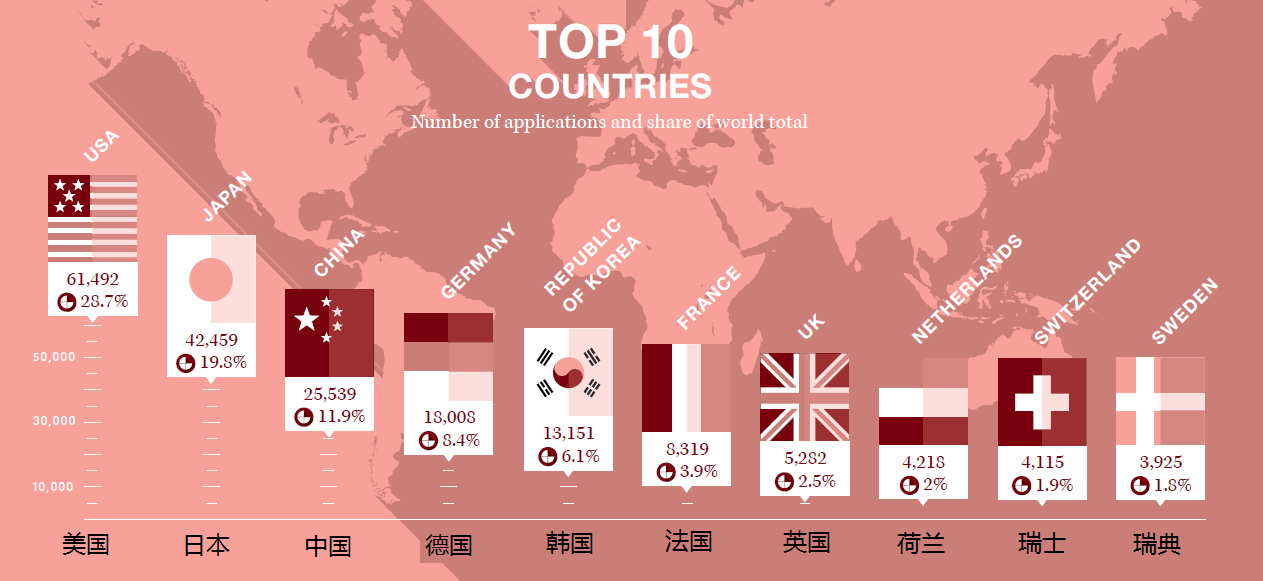 TOP 10
COUNTRIES
Number of applications and share of world total
USA
61,492
28.7%
JAPAN
42,459
19.8%
CHINA
25,539
11.9%
GERMANY
18,008
8.4%
REPUBLIC
OF KOREA
13,151
6.1%
FRANCE
8,319
3.9%
UK
5,282
2.5%
NETHERLANDS
4,218
2%
SWITZERLAND
4,115
1.9%
SWEDEN
3,925
1.8%
50,000
30,000
10,000
美国
日本
中国
德国
韩国
法国
英国
荷兰
瑞士
瑞典